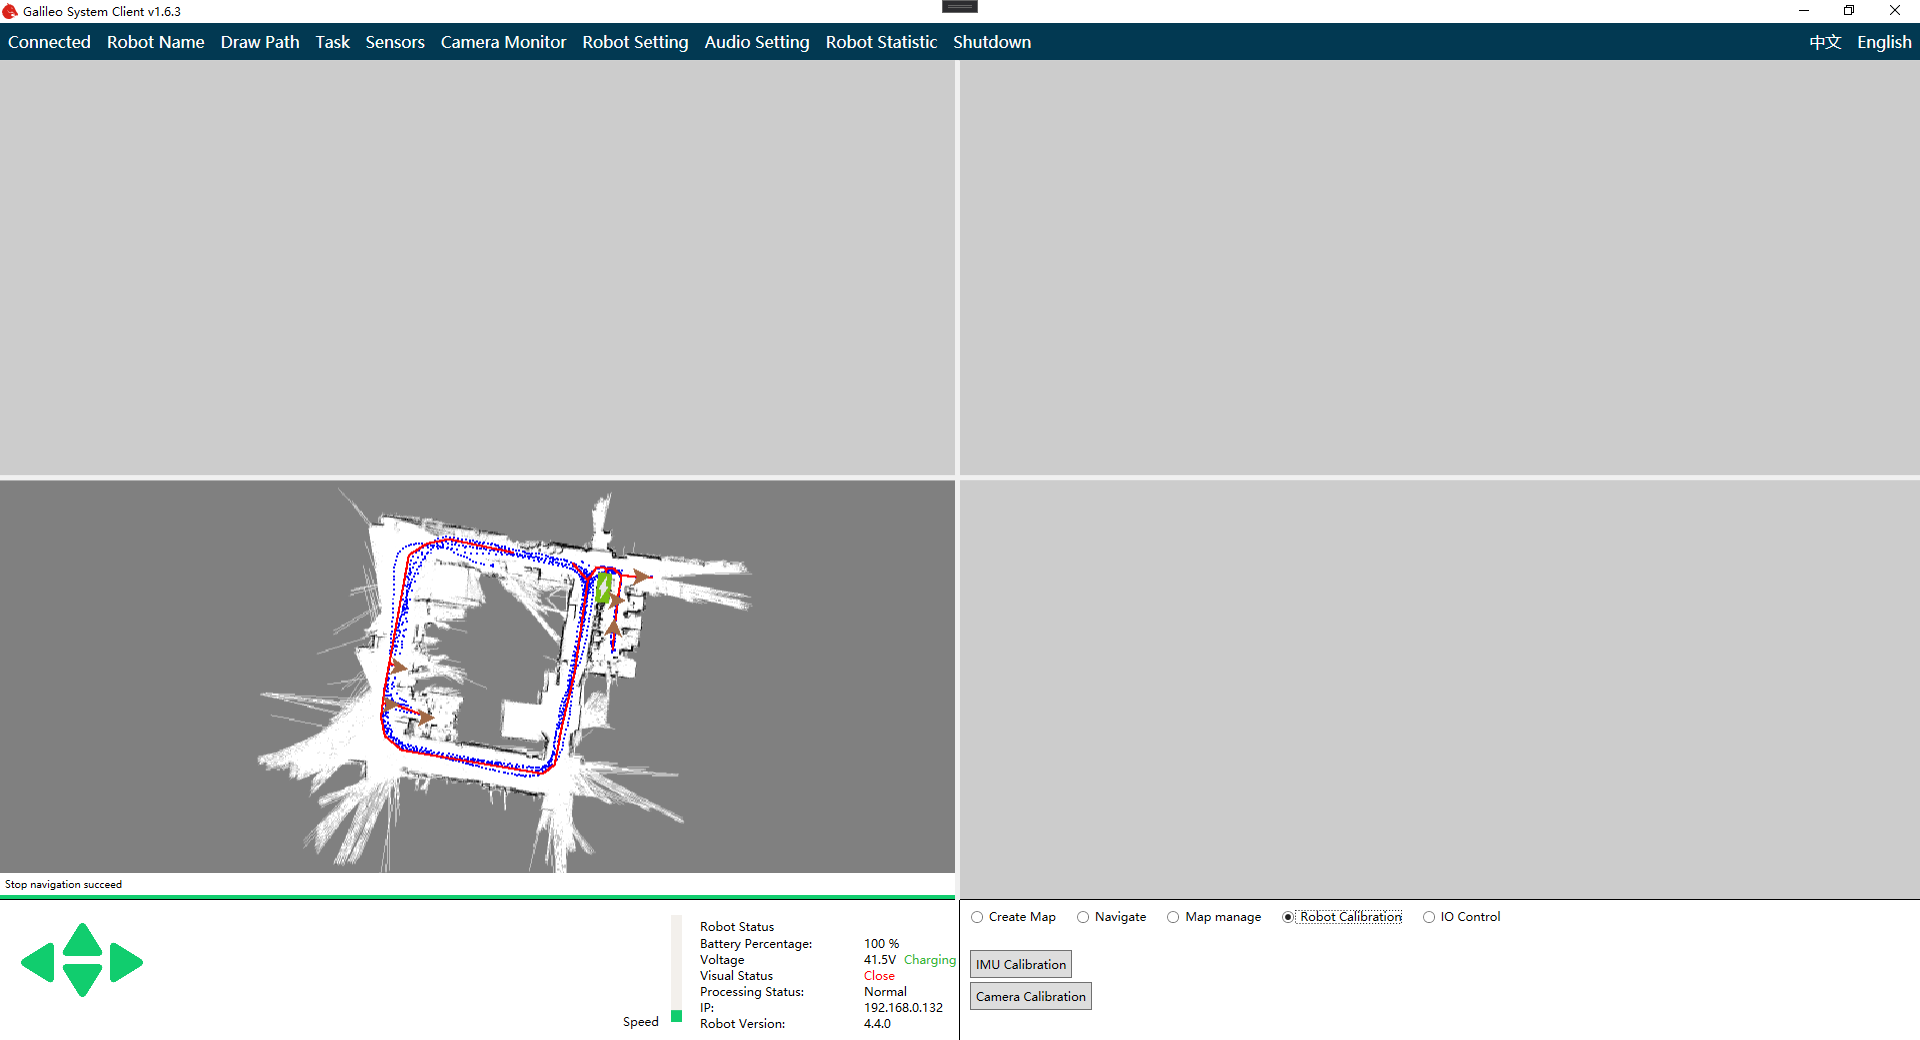 Galileo System Client v1.6.3
Connected Robot Name Draw Path Task Sensors Camera Monitor Robot Setting Audio Setting Robot Statistic Shutdown 中文 English
Stop navigation succeed
Speed
Robot Status
Battery Percentage: 100 %
Voltage 41.5V Charging
Visual Status Close
Processing Status: Normal
IP: 192.168.0.132
Robot Version: 4.4.0
Create Map Navigate Map manage Robot Calibration IO Control
IMU Calibration
Camera Calibration